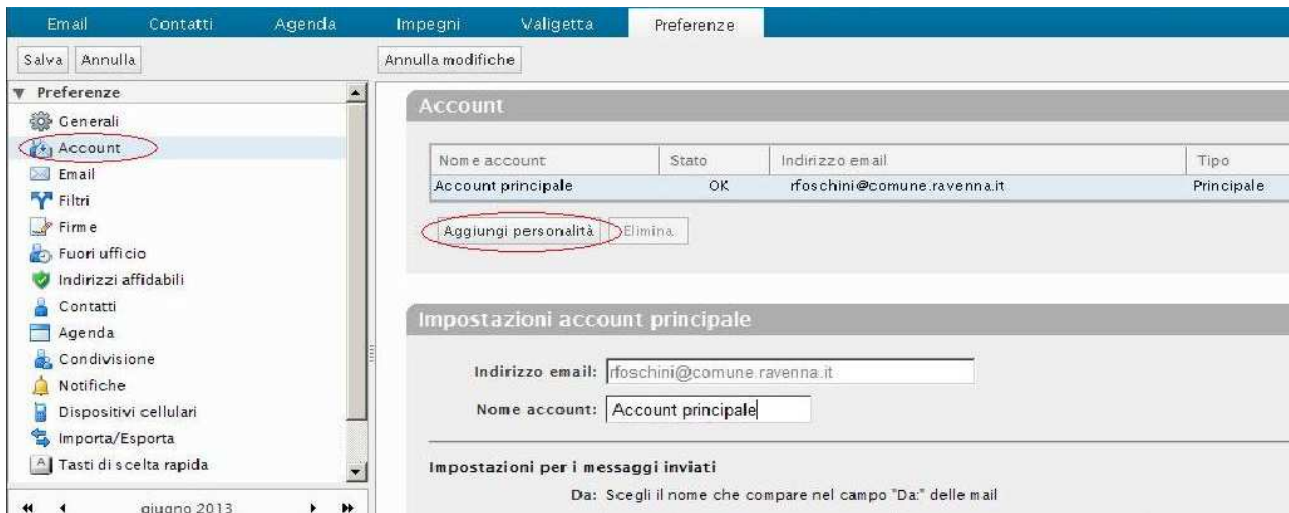 Email Contatti Agenda Impegni Valigetta Preferenze
Salva Annulla Annulla modifiche
Preferenze
Generali
Account
Email
Filtri
Firme
Fuori ufficio
Indirizzi affidabili
Contatti
Agenda
Condivisione
Notifiche
Dispositivi cellulari
Importa/Esporta
Tasti di scelta rapida
giugno 2013
Account
Nome account Stato Indirizzo email Tipo
Account principale OK rfoschini@comune.ravenna.it Principale
Aggiungi personalità Elimina
Impostazioni account principale
Indirizzo email: rfoschini@comune.ravenna.it
Nome account: Account principale
Impostazioni per i messaggi inviati
Da: Scegli il nome che compare nel campo "Da:" delle mail